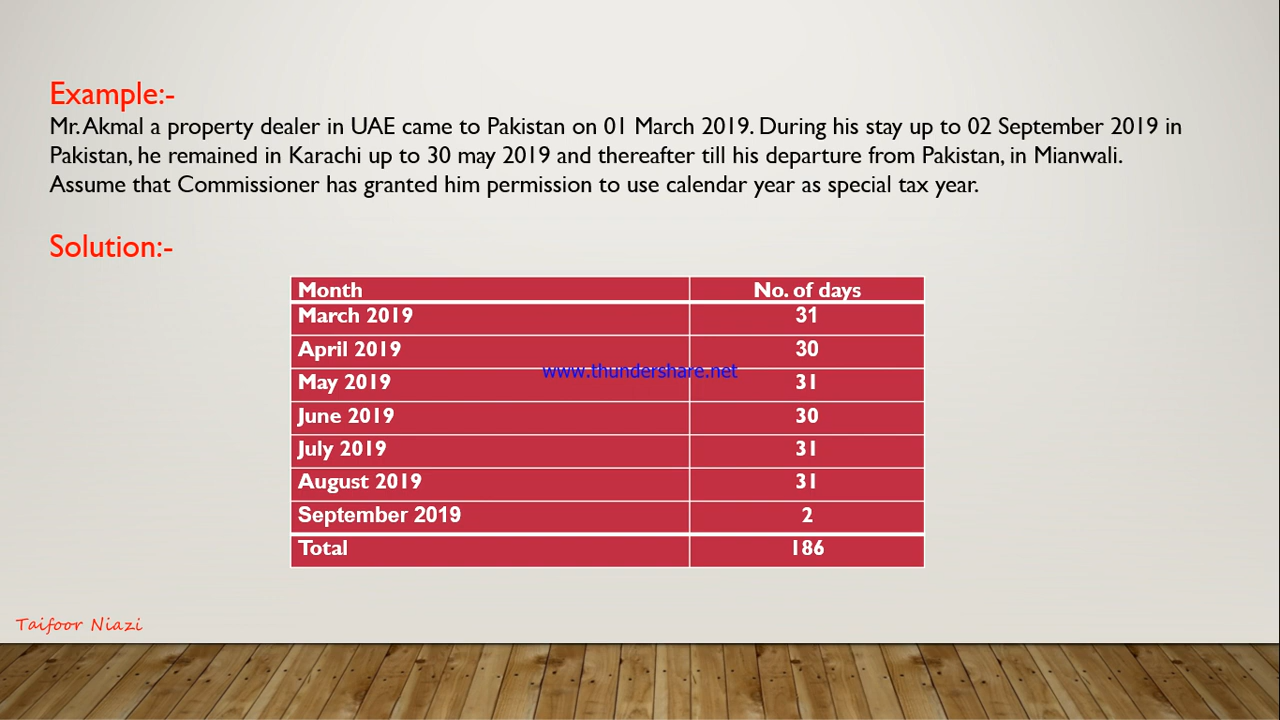 Example:-
Mr. Akmal a property dealer in UAE came to Pakistan on 01 March 2019. During his stay up to 02 September 2019 in
Pakistan, he remained in Karachi up to 30 may 2019 and thereafter till his departure from Pakistan, in Mianwali.
Assume that Commissioner has granted him permission to use calendar year as special tax year.
Solution:-
Month No. of days
March 2019 31
April 2019 30
www.thundershare.net
May 2019 31
June 2019 30
July 2019 31
August 2019 31
September 2019 2
Total 186
Taifoor Niazi